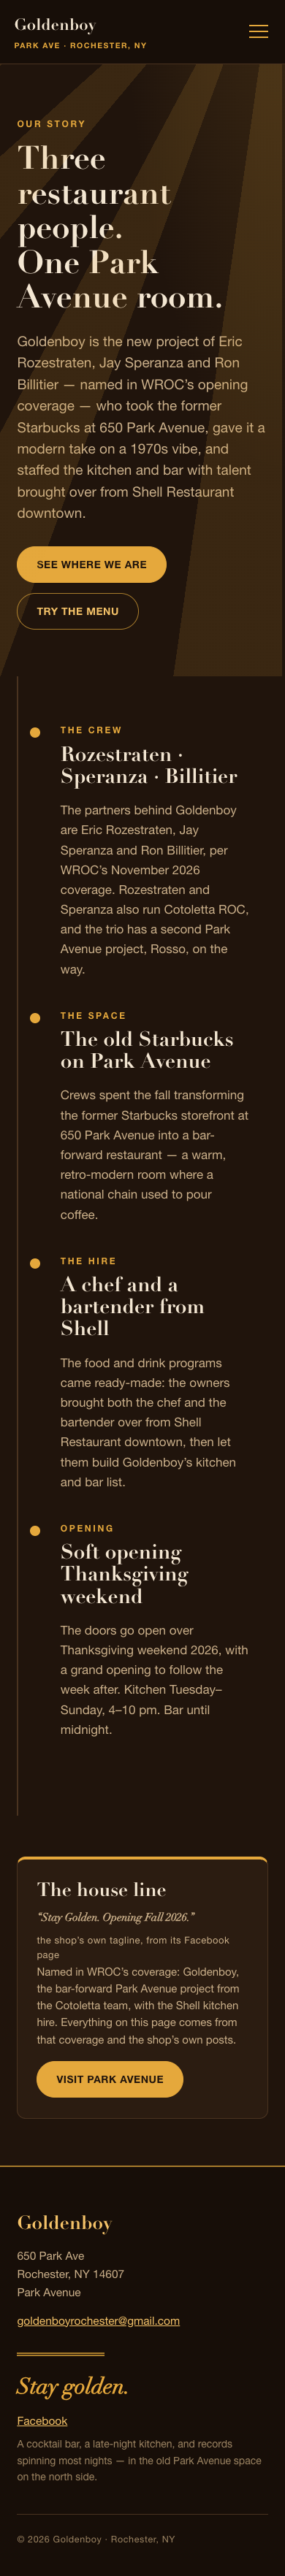 Goldenboy
PARK AVE · ROCHESTER, NY
OUR STORY
Three
restaurant
people.
One Park
Avenue room.
Goldenboy is the new project of Eric
Rozestraten, Jay Speranza and Ron
Billitier — named in WROC’s opening
coverage — who took the former
Starbucks at 650 Park Avenue, gave it a
modern take on a 1970s vibe, and
staffed the kitchen and bar with talent
brought over from Shell Restaurant
downtown.
SEE WHERE WE ARE
TRY THE MENU
THE CREW
Rozestraten ·
Speranza · Billitier
The partners behind Goldenboy
are Eric Rozestraten, Jay
Speranza and Ron Billitier, per
WROC’s November 2026
coverage. Rozestraten and
Speranza also run Cotoletta ROC,
and the trio has a second Park
Avenue project, Rosso, on the
way.
THE SPACE
The old Starbucks
on Park Avenue
Crews spent the fall transforming
the former Starbucks storefront at
650 Park Avenue into a bar-
forward restaurant — a warm,
retro-modern room where a
national chain used to pour
coffee.
THE HIRE
A chef and a
bartender from
Shell
The food and drink programs
came ready-made: the owners
brought both the chef and the
bartender over from Shell
Restaurant downtown, then let
them build Goldenboy’s kitchen
and bar list.
OPENING
Soft opening
Thanksgiving
weekend
The doors go open over
Thanksgiving weekend 2026, with
a grand opening to follow the
week after. Kitchen Tuesday–
Sunday, 4–10 pm. Bar until
midnight.
The house line
“Stay Golden. Opening Fall 2026.”
the shop’s own tagline, from its Facebook
page
Named in WROC’s coverage: Goldenboy,
the bar-forward Park Avenue project from
the Cotoletta team, with the Shell kitchen
hire. Everything on this page comes from
that coverage and the shop’s own posts.
VISIT PARK AVENUE
Goldenboy
650 Park Ave
Rochester, NY 14607
Park Avenue
goldenboyrochester@gmail.com
Stay golden.
Facebook
A cocktail bar, a late-night kitchen, and records
spinning most nights — in the old Park Avenue space
on the north side.
© 2026 Goldenboy · Rochester, NY